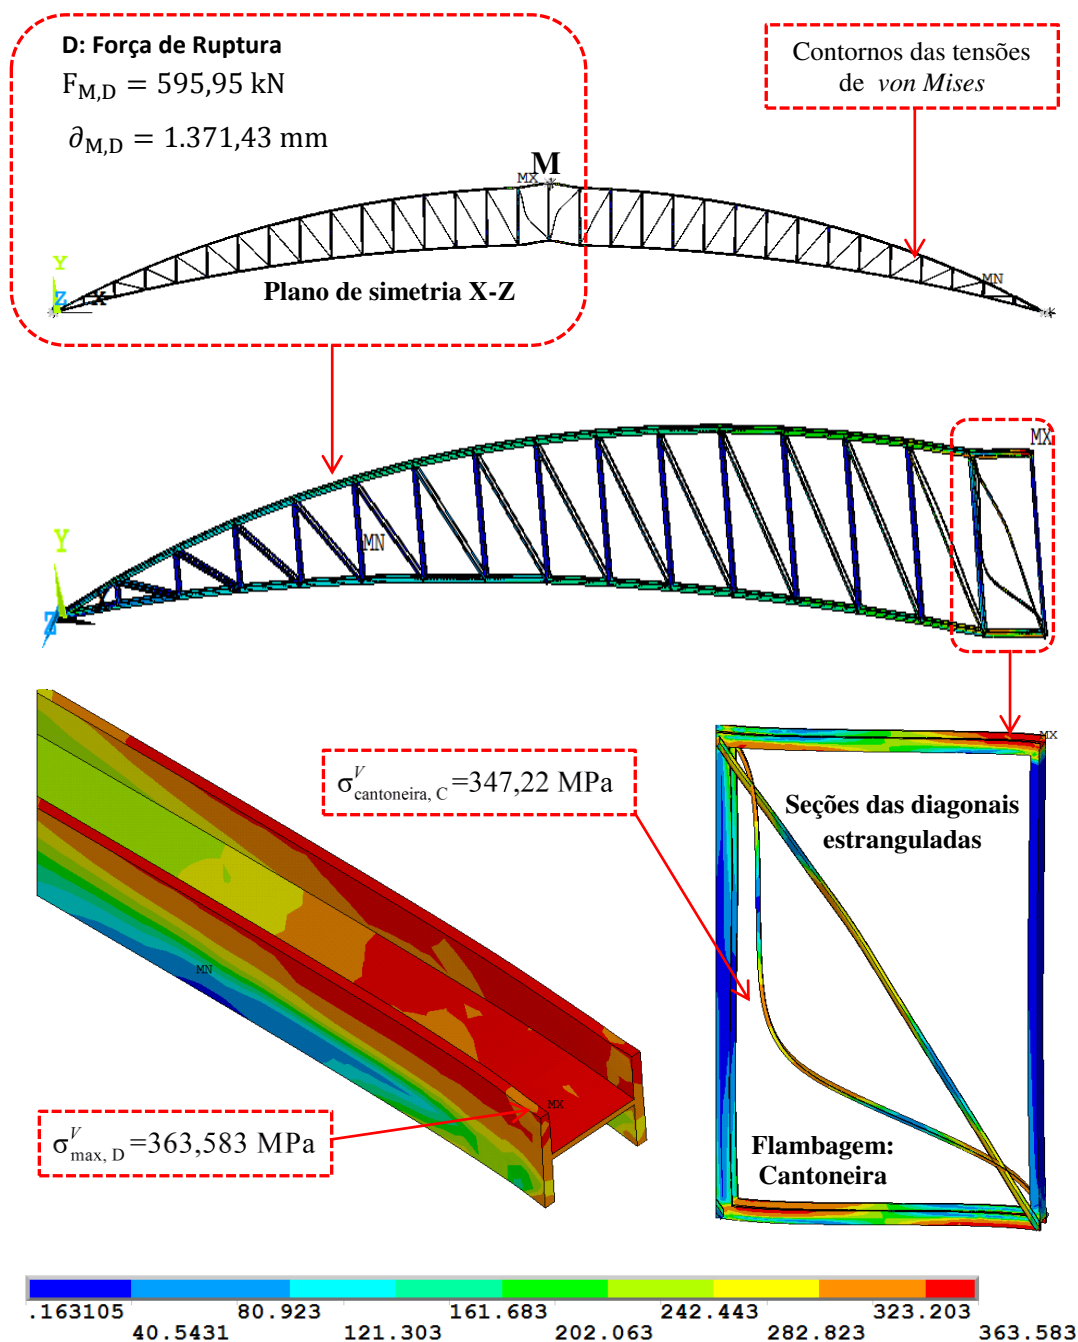 D: Força de Ruptura
F_M,D = 595,95 kN
∂_M,D = 1.371,43 mm
Contornos das tensões
de von Mises
M
MX
Y
MN
Z
X
Plano de simetria X-Z
MX
MN
Y
Z
σ^V_cantoneira, C=347,22 MPa
MX
Seções das diagonais
estranguladas
MN
MX
σ^V_max, D=363,583 MPa
Flambagem:
Cantoneira
.163105 80.923 161.683 242.443 323.203
40.5431 121.303 202.063 282.823 363.583